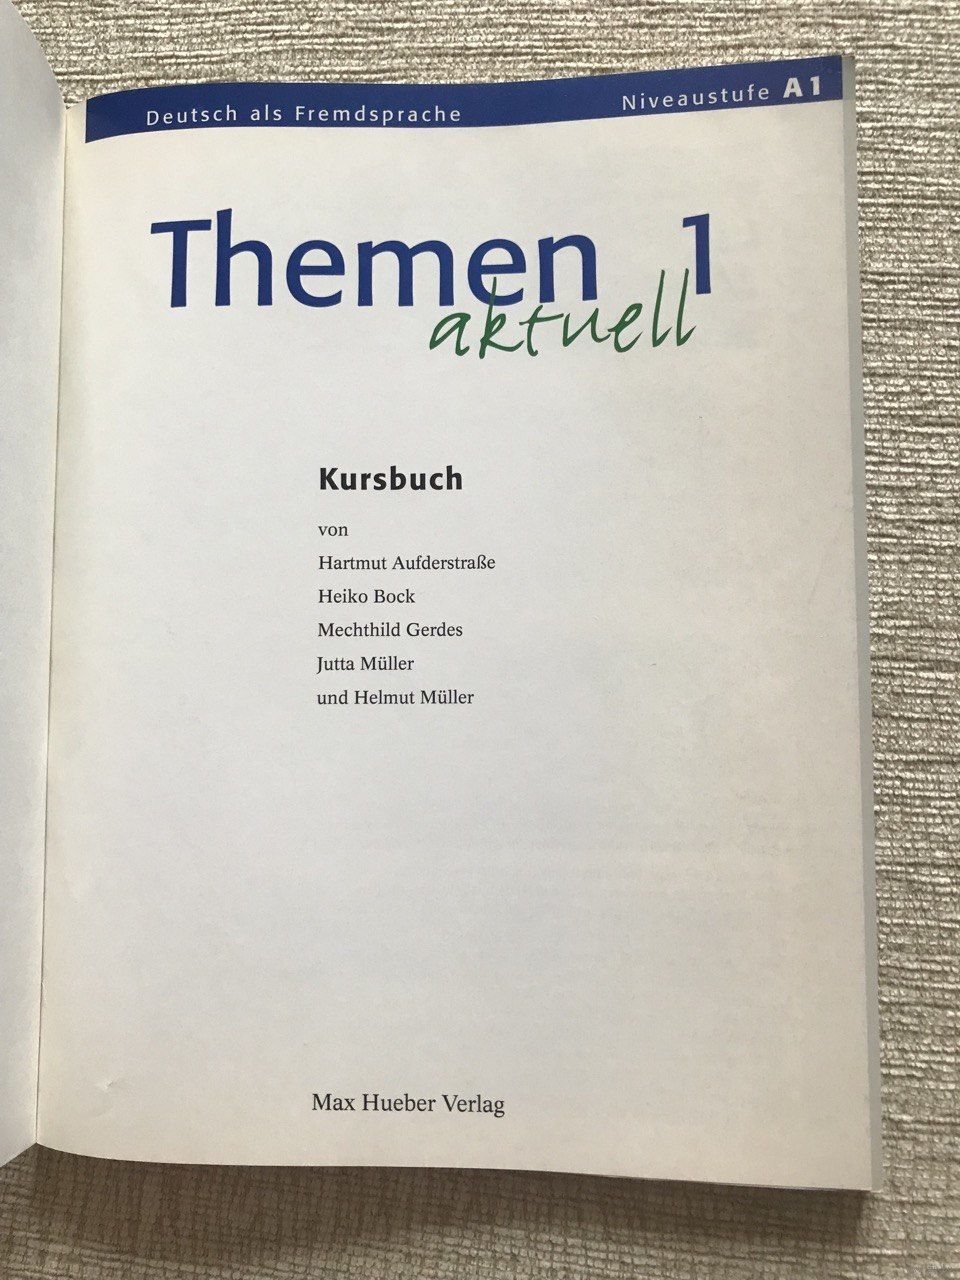 Deutsch als Fremdsprache
Niveaustufe A1
Themen 1
aktuell
Kursbuch
von
Hartmut Aufderstraße
Heiko Bock
Mechthild Gerdes
Jutta Müller
und Helmut Müller
Max Hueber Verlag